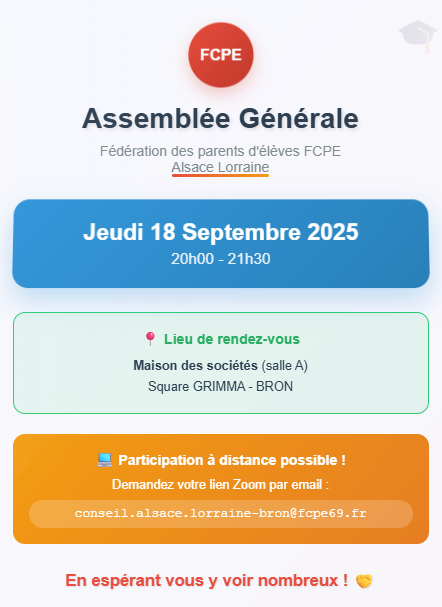 FCPE
Assemblée Générale
Fédération des parents d'élèves FCPE
Alsace Lorraine
Jeudi 18 Septembre 2025
20h00 - 21h30
Lieu de rendez-vous
Maison des sociétés (salle A)
Square GRIMMA - BRON
Participation à distance possible !
Demandez votre lien Zoom par email :
conseil.alsace.lorraine-bron@fcpe69.fr
En espérant vous y voir nombreux !